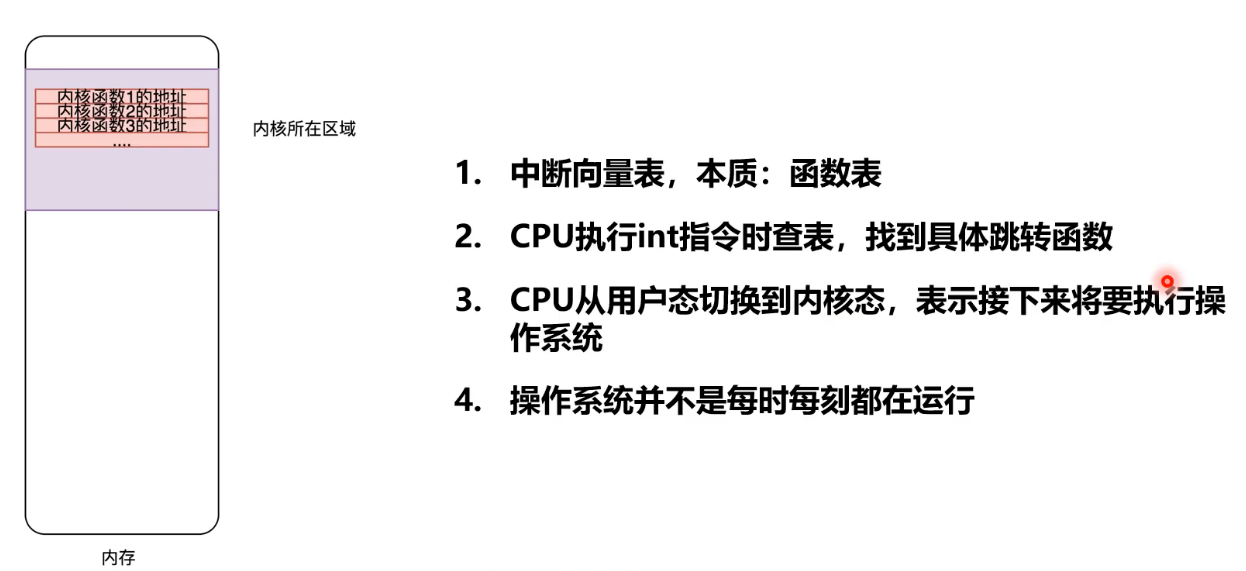 内核函数1的地址
内核函数2的地址
内核函数3的地址
....
内核所在区域
1. 中断向量表，本质：函数表
2. CPU执行int指令时查表，找到具体跳转函数
3. CPU从用户态切换到内核态，表示接下来将要执行操
作系统
4. 操作系统并不是每时每刻都在运行
内存